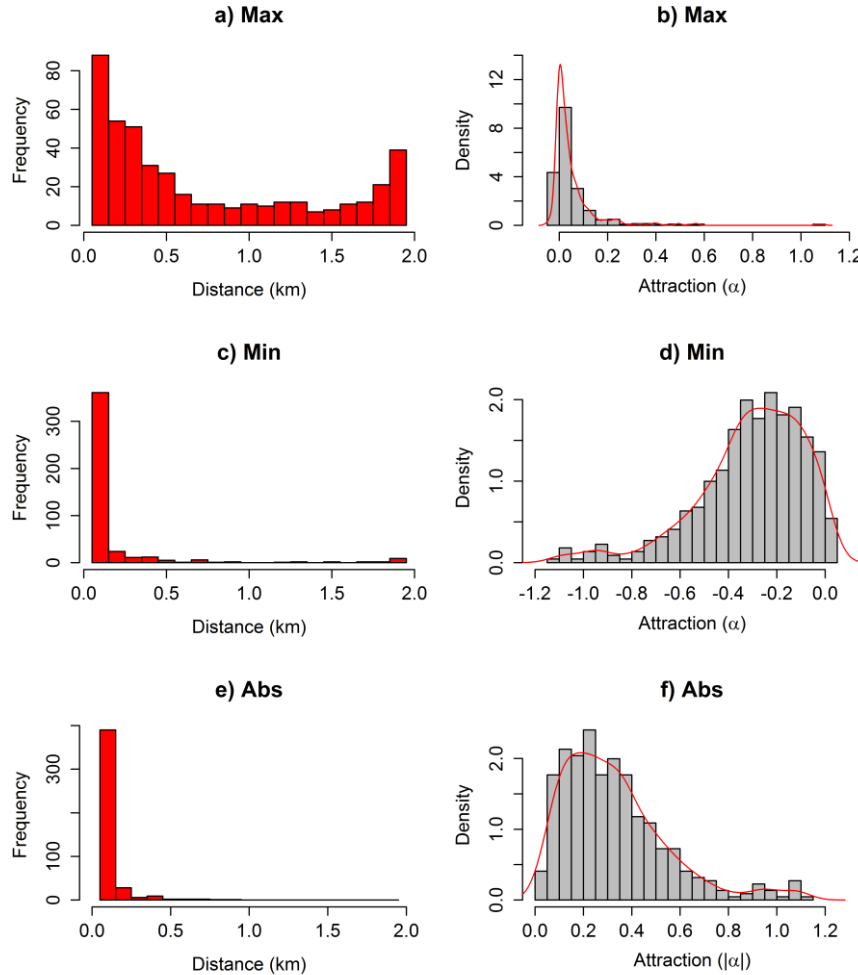 a) Max
Frequency
0 20 40 60 80
0.0 0.5 1.0 1.5 2.0
Distance (km)
b) Max
Density
0 4 8 12
0.0 0.2 0.4 0.6 0.8 1.0 1.2
Attraction (α)
c) Min
Frequency
0 100 200 300
0.0 0.5 1.0 1.5 2.0
Distance (km)
d) Min
Density
0.0 1.0 2.0
-1.2 -1.0 -0.8 -0.6 -0.4 -0.2 0.0
Attraction (α)
e) Abs
Frequency
0 100 300
0.0 0.5 1.0 1.5 2.0
Distance (km)
f) Abs
Density
0.0 1.0 2.0
0.0 0.2 0.4 0.6 0.8 1.0 1.2
Attraction (|α|)